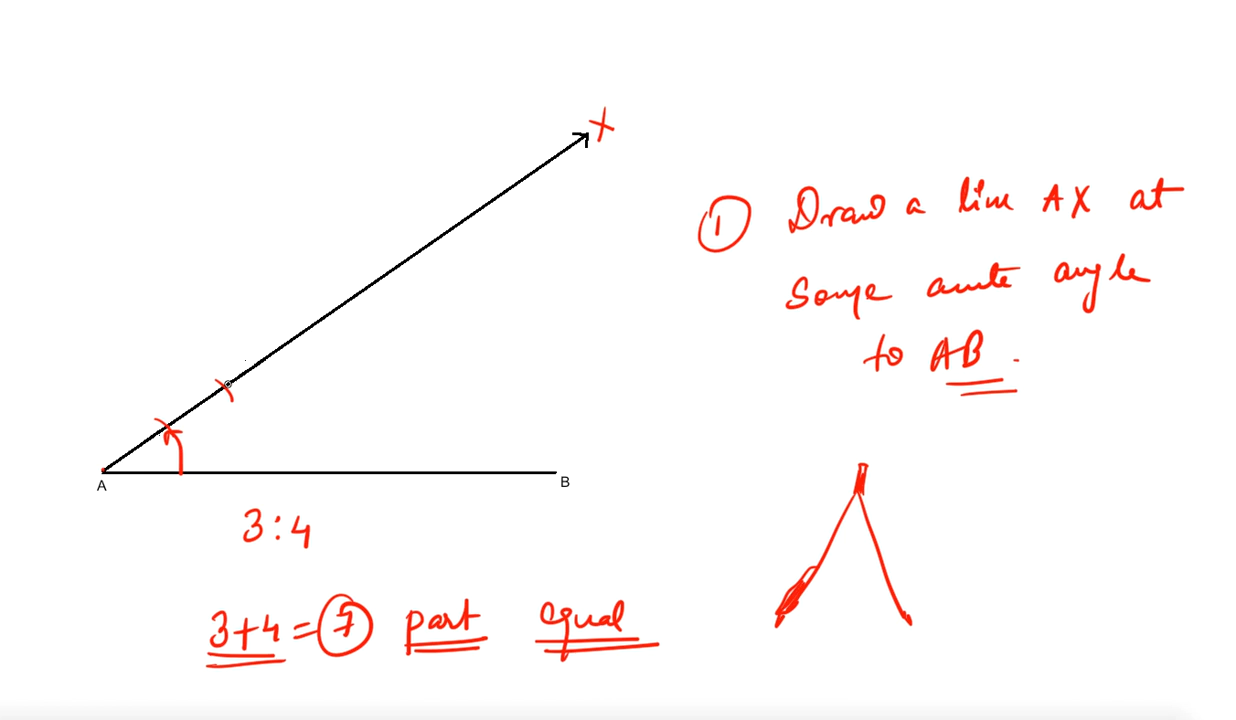 X
① Draw a line AX at
some acute angle
to AB.
A
B
3:4
3+4=⑦ part equal